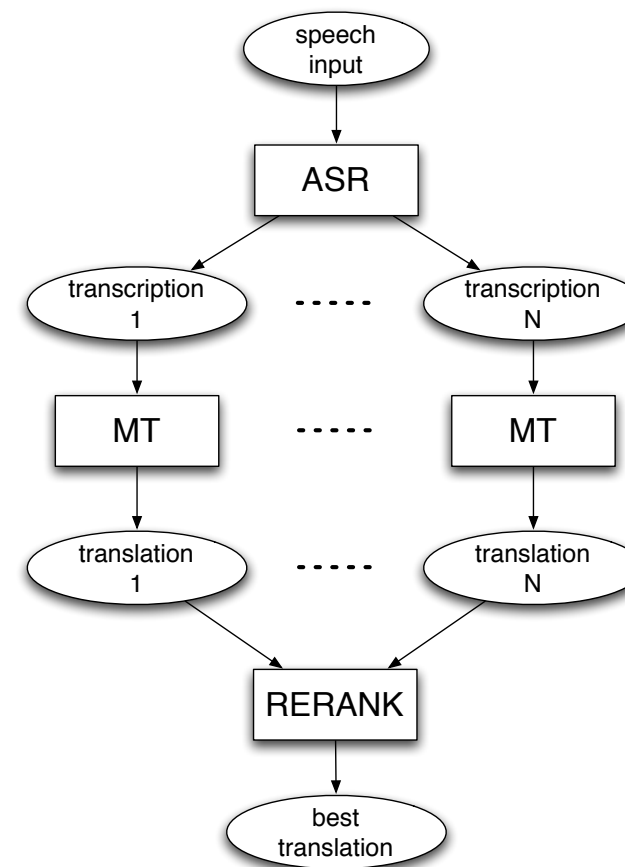 speech
input
ASR
transcription
1
transcription
N
MT
MT
translation
1
translation
N
RERANK
best
translation